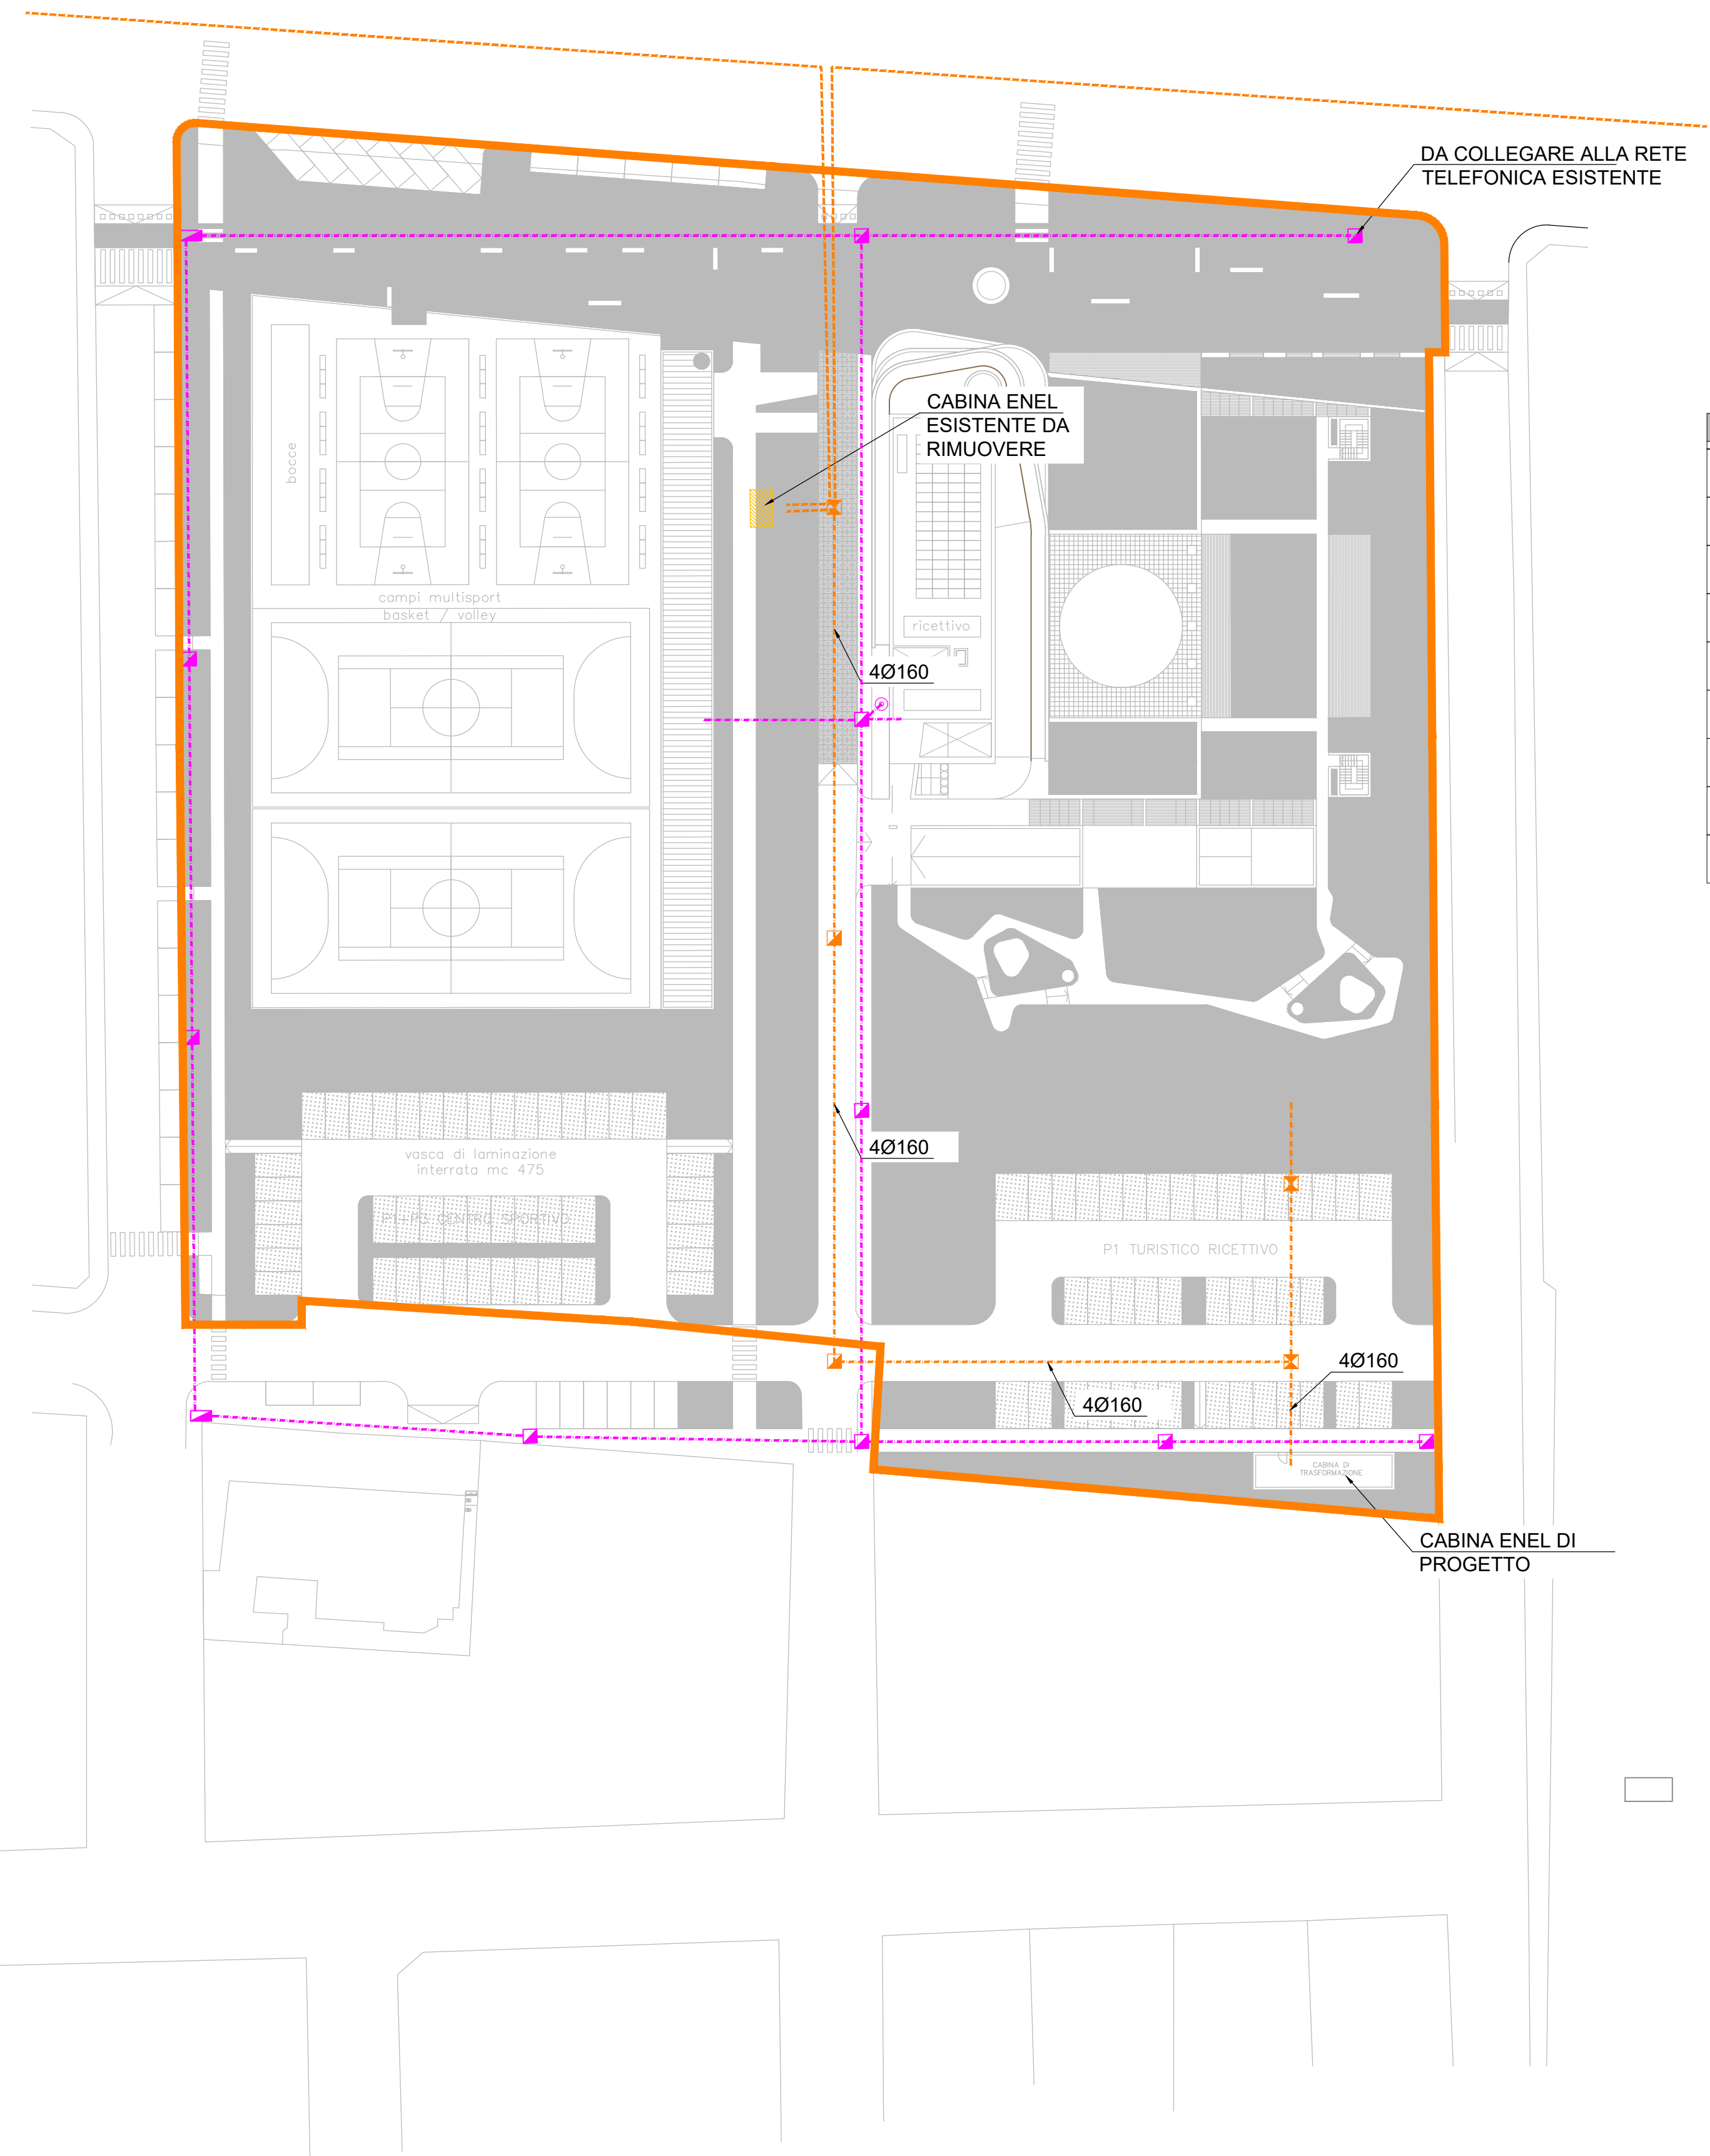 DA COLLEGARE ALLA RETE
TELEFONICA ESISTENTE
CABINA ENEL
ESISTENTE DA
RIMUOVERE
bocce
campi multisport
basket / volley
ricettivo
4Ø160
4Ø160
vasca di laminazione
interrata mc 475
P1+P3 CENTRO SPORTIVO
P1 TURISTICO RICETTIVO
4Ø160
4Ø160
CABINA DI
TRASFORMAZIONE
CABINA ENEL DI
PROGETTO